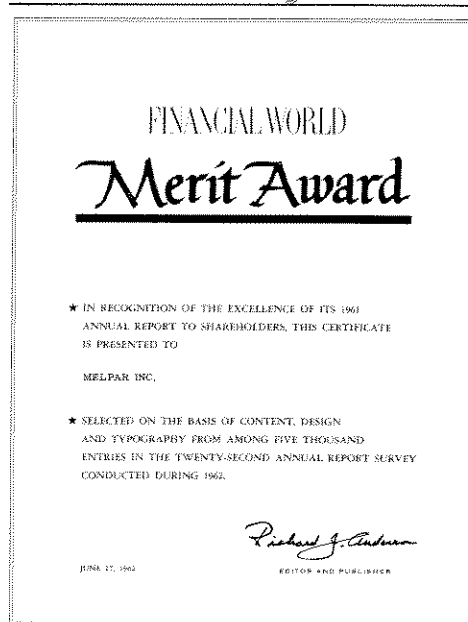 FINANCIAL WORLD
Merit Award
★ IN RECOGNITION OF THE EXCELLENCE OF ITS 1961
ANNUAL REPORT TO SHAREHOLDERS, THIS CERTIFICATE
IS PRESENTED TO
MELPAR INC.
★ SELECTED ON THE BASIS OF CONTENT, DESIGN
AND TYPOGRAPHY FROM AMONG FIVE THOUSAND
ENTRIES IN THE TWENTY-SECOND ANNUAL REPORT SURVEY
CONDUCTED DURING 1962.
Richard J. Anderson
JUNE 27, 1962
EDITOR AND PUBLISHER